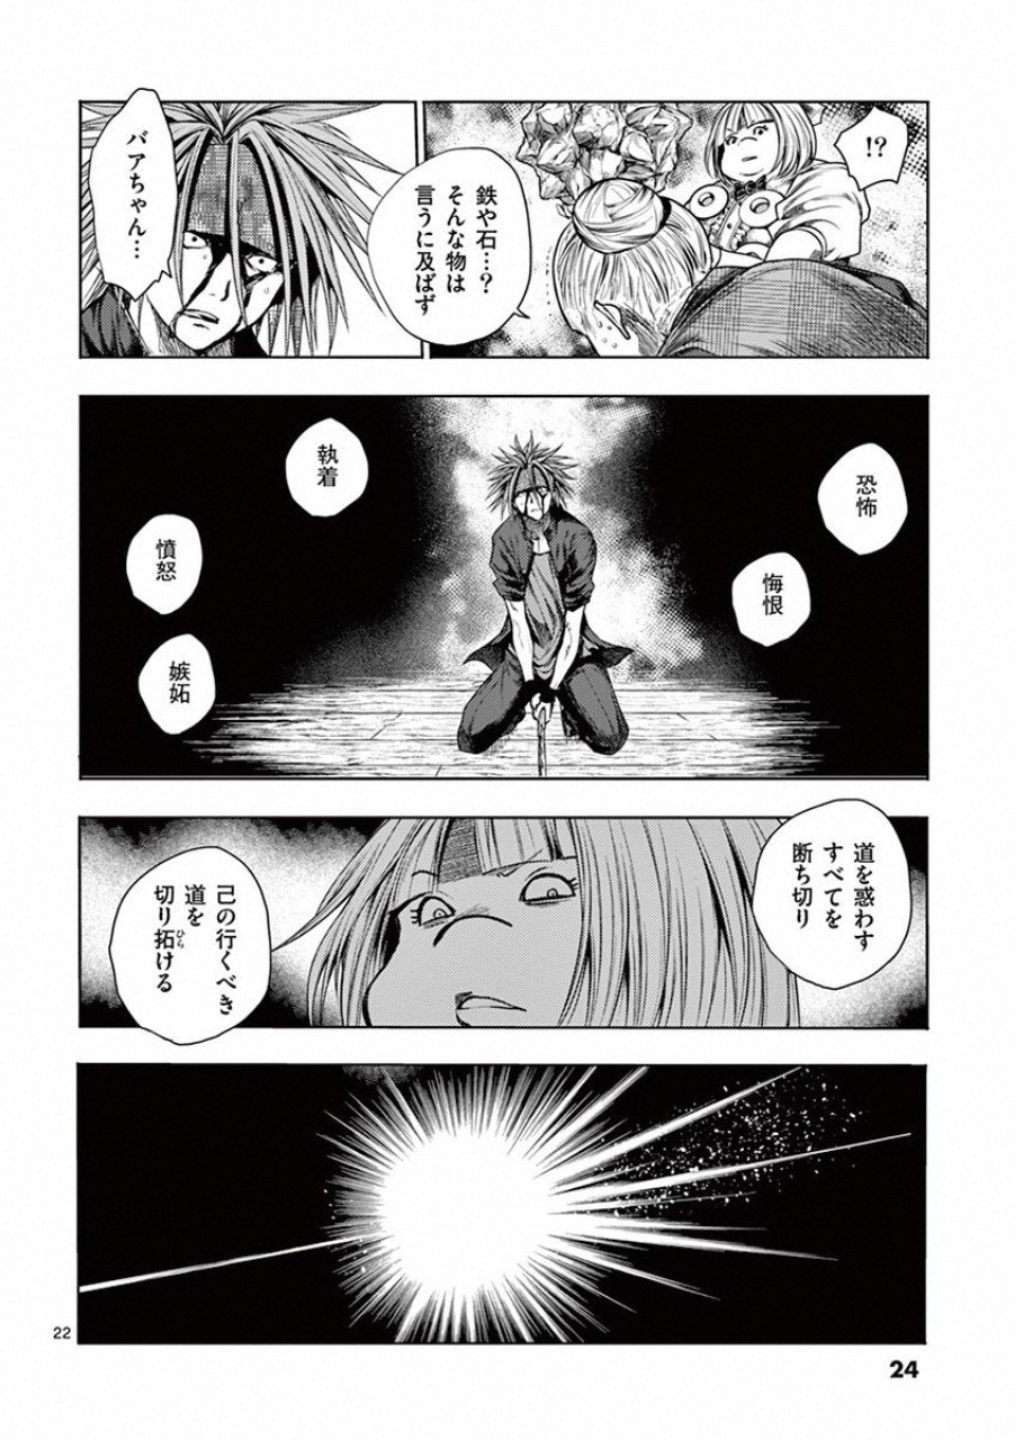 !?
鉄や石…?
そんな物は
言うに及ばず
バアちゃん…
恐怖
悔恨
執着
憤怒
嫉妬
道を惑わす
すべてを
断ち切り
己の行くべき
道を
切り拓ける
ひら
22
24